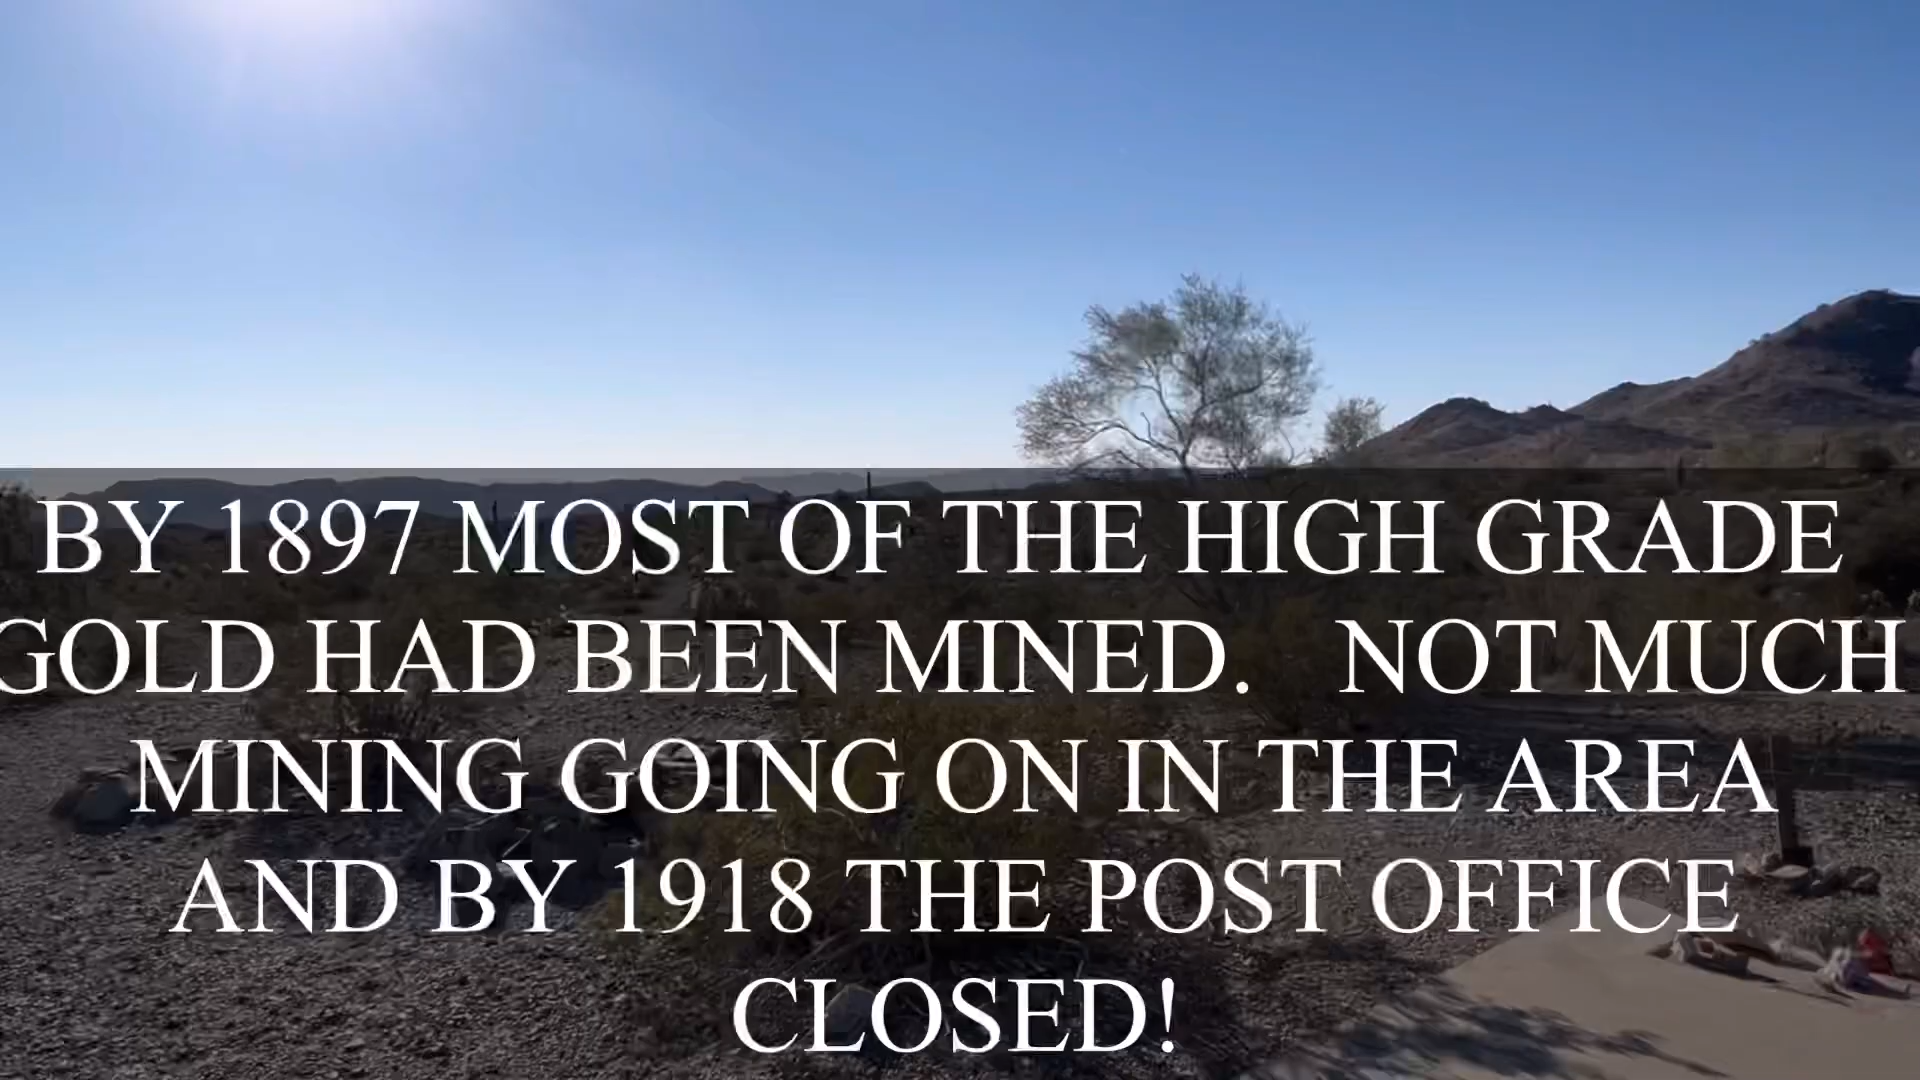 BY 1897 MOST OF THE HIGH GRADE
GOLD HAD BEEN MINED.   NOT MUCH
MINING GOING ON IN THE AREA
AND BY 1918 THE POST OFFICE
CLOSED!